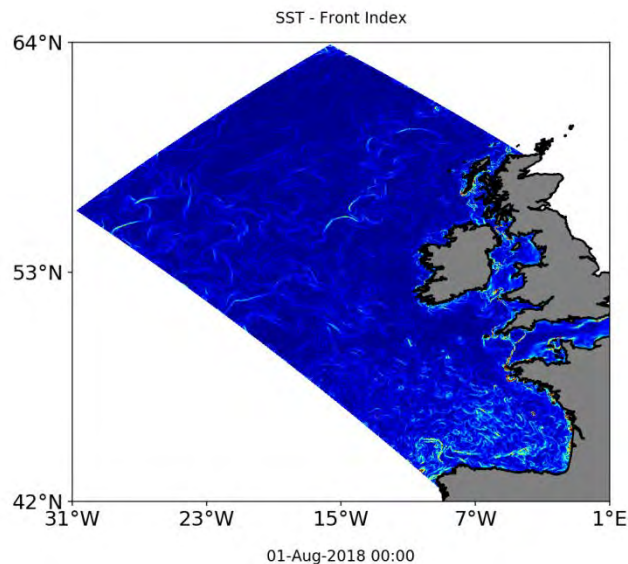 SST - Front Index
64°N
53°N
42°N
31°W
23°W
15°W
7°W
1°E
01-Aug-2018 00:00